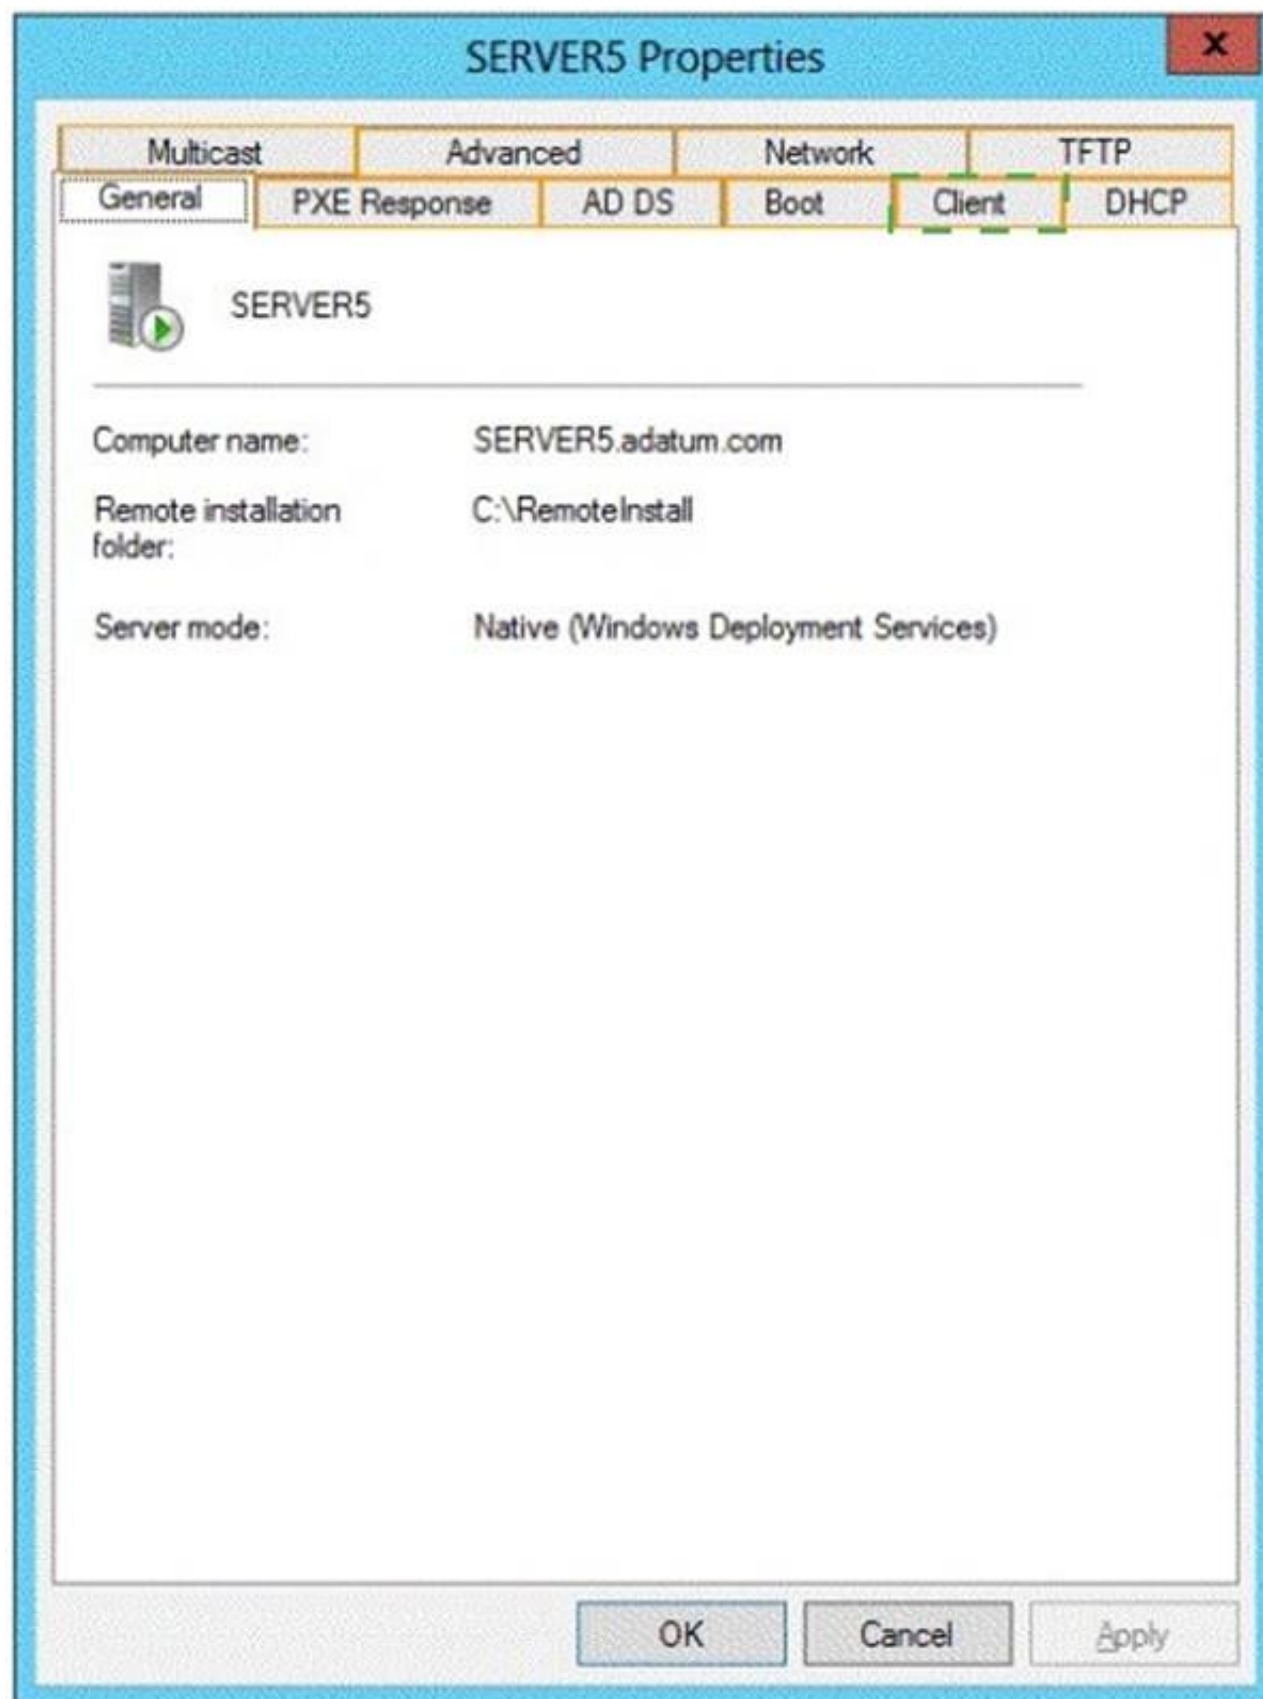 SERVER5 Properties
x
Multicast Advanced Network TFTP
General PXE Response AD DS Boot Client DHCP
SERVER5
Computer name: SERVER5.adatum.com
Remote installation C:\RemoteInstall
folder:
Server mode: Native (Windows Deployment Services)
OK Cancel Apply